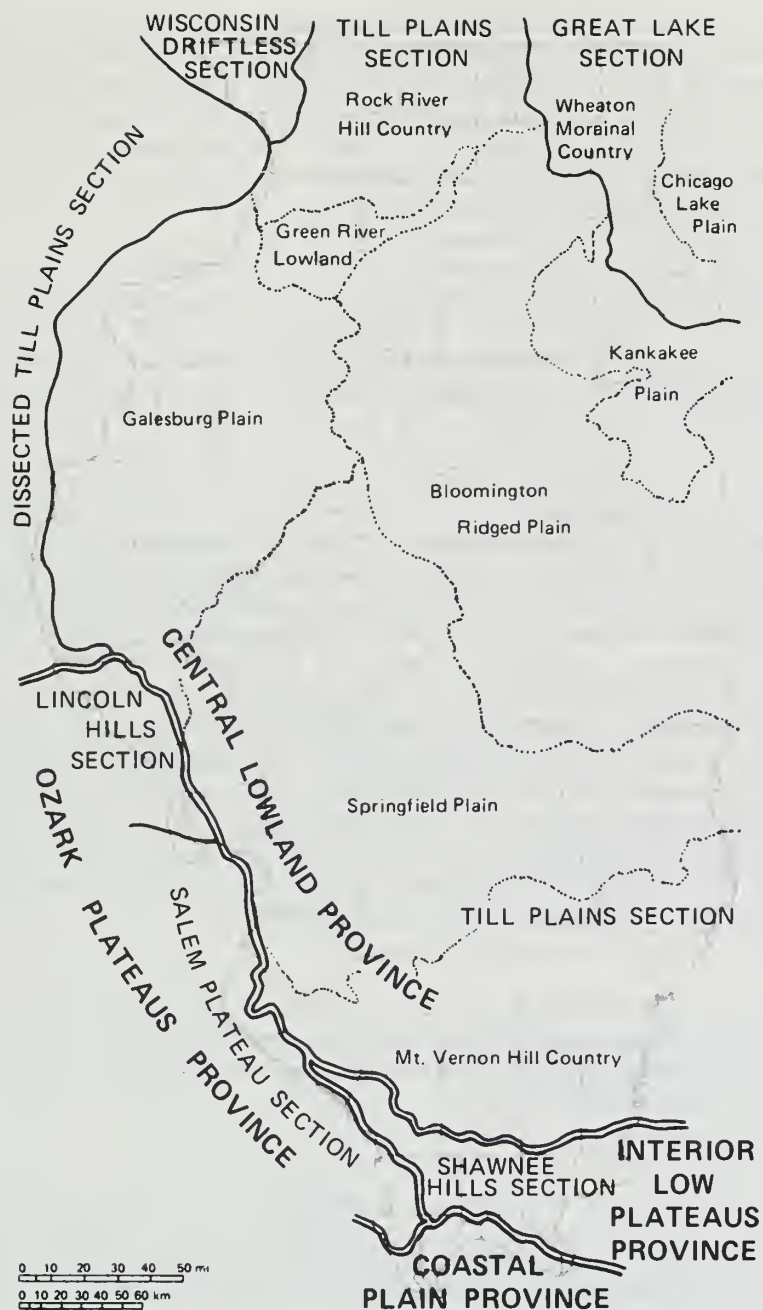 WISCONSIN
DRIFTLESS
SECTION
TILL PLAINS
SECTION
GREAT LAKE
SECTION
Rock River
Hill Country
Wheaton
Morainal
Country
Chicago
Lake
Plain
DISSECTED TILL PLAINS SECTION
Green River
Lowland
Kankakee
Plain
Galesburg Plain
Bloomington
Ridged Plain
LINCOLN
HILLS
SECTION
CENTRAL LOWLAND PROVINCE
OZARK PLATEAUS PROVINCE
SALEM PLATEAU SECTION
Springfield Plain
TILL PLAINS SECTION
Mt. Vernon Hill Country
SHAWNEE
HILLS SECTION
INTERIOR
LOW
PLATEAUS
PROVINCE
COASTAL
PLAIN PROVINCE
0 10 20 30 40 50 mi
0 10 20 30 40 50 60 km